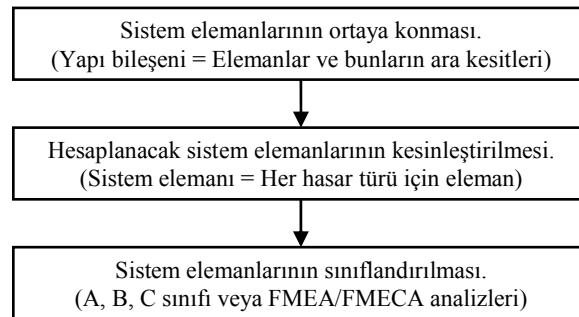 Sistem elemanlarının ortaya konması.
(Yapı bileşeni = Elemanlar ve bunların ara kesitleri)
Hesaplanacak sistem elemanlarının kesinleştirilmesi.
(Sistem elemanı = Her hasar türü için eleman)
Sistem elemanlarının sınıflandırılması.
(A, B, C sınıfı veya FMEA/FMECA analizleri)